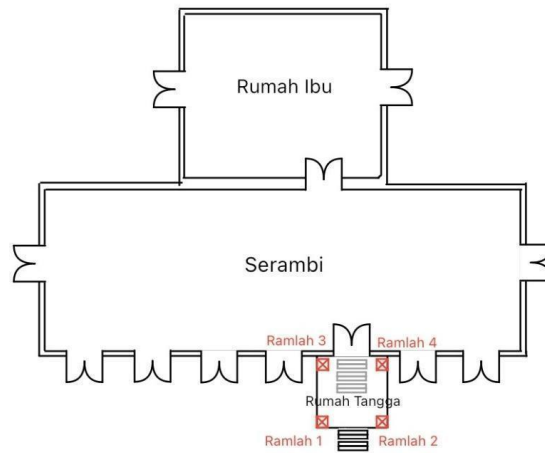 Rumah Ibu
Serambi
Ramlah 3
Ramlah 4
Rumah Tangga
Ramlah 1
Ramlah 2